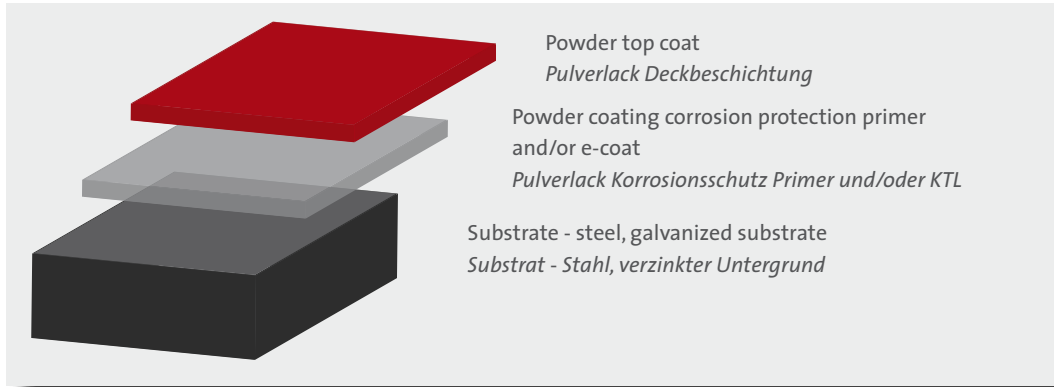 Powder top coat
Pulverlack Deckbeschichtung
Powder coating corrosion protection primer
and/or e-coat
Pulverlack Korrosionsschutz Primer und/oder KTL
Substrate - steel, galvanized substrate
Substrat - Stahl, verzinkter Untergrund